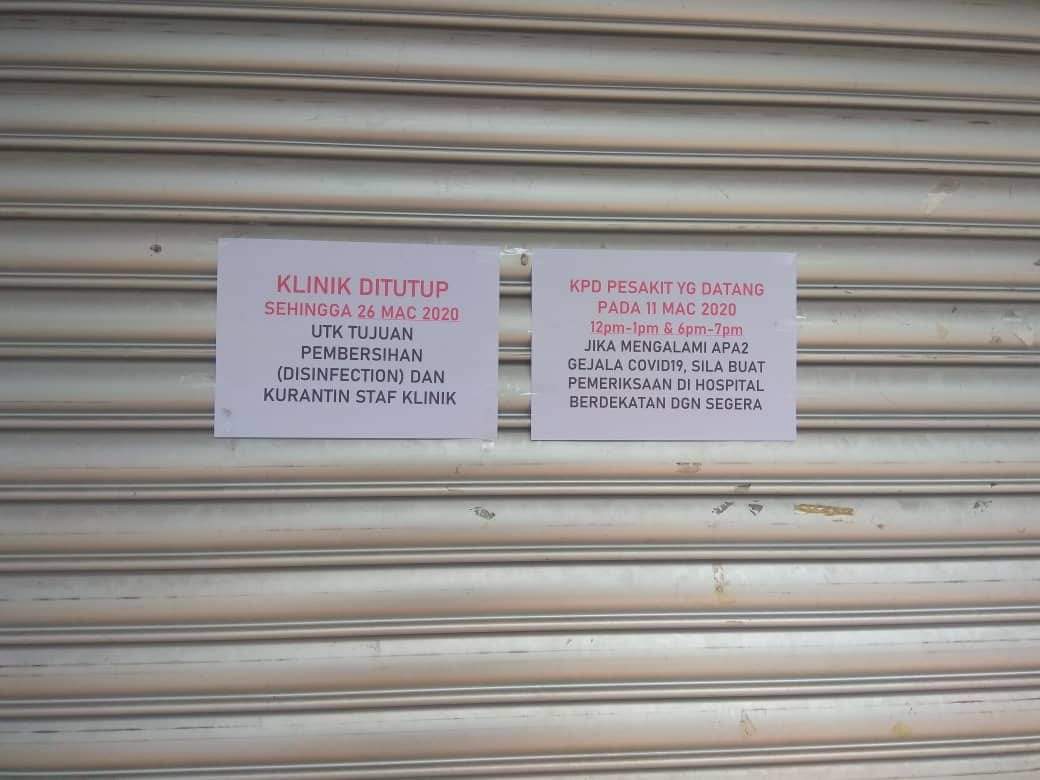 KLINIK DITUTUP
SEHINGGA 26 MAC 2020
UTK TUJUAN
PEMBERSIHAN
(DISINFECTION) DAN
KURANTIN STAF KLINIK
KPD PESAKIT YG DATANG
PADA 11 MAC 2020
12pm-1pm & 6pm-7pm
JIKA MENGALAMI APA2
GEJALA COVID19, SILA BUAT
PEMERIKSAAN DI HOSPITAL
BERDEKATAN DGN SEGERA